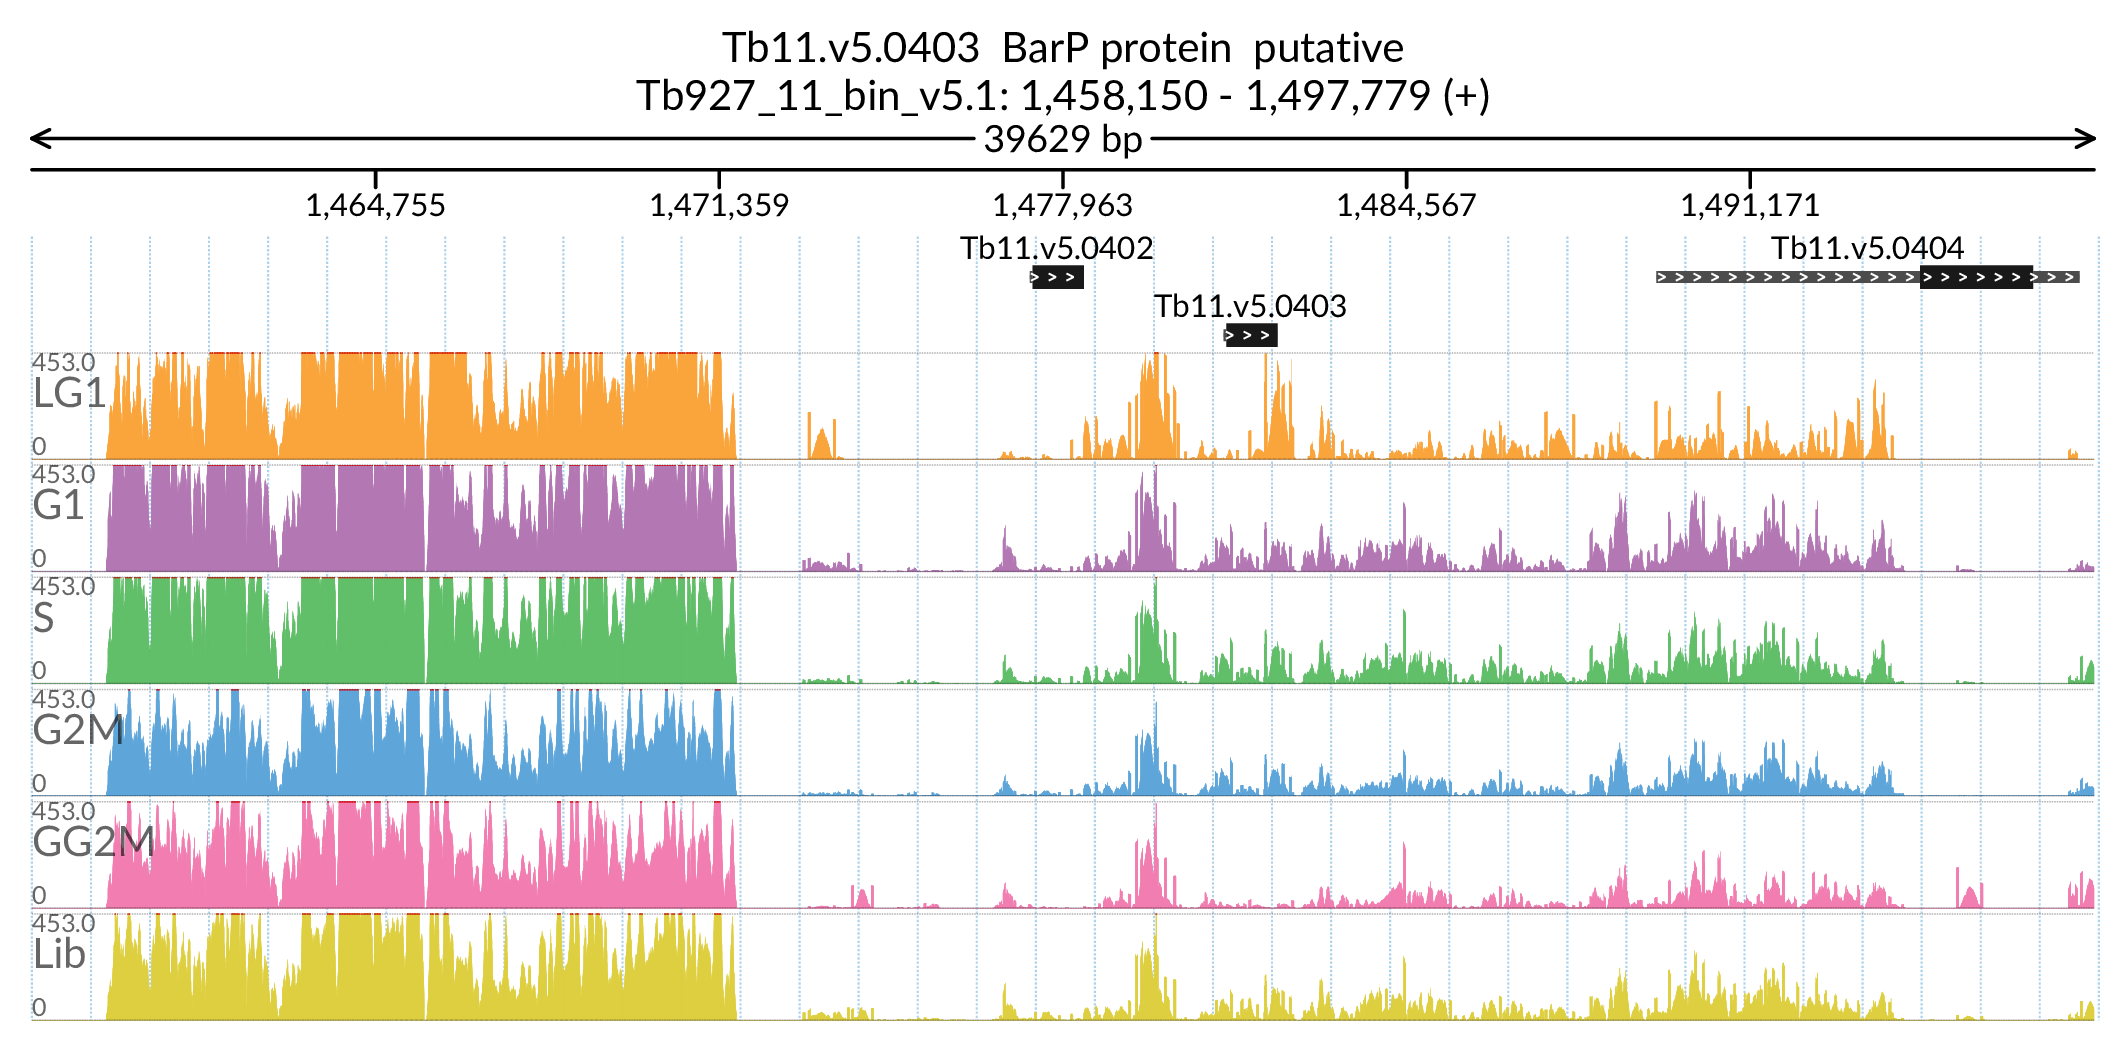 Tb11.v5.0403 BarP protein putative
Tb927_11_bin_v5.1: 1,458,150 - 1,497,779 (+)
39629 bp
1,464,755 1,471,359 1,477,963 1,484,567 1,491,171
Tb11.v5.0402 Tb11.v5.0404
Tb11.v5.0403
453.0
LG1
0
453.0
G1
0
453.0
S
0
453.0
G2M
0
453.0
GG2M
0
453.0
Lib
0